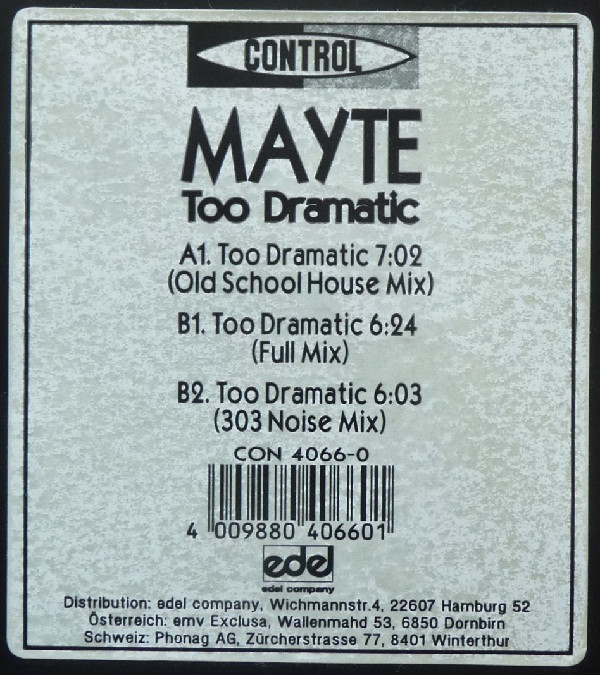 CONTROL
MAYTE
Too Dramatic
A1. Too Dramatic 7:02
(Old School House Mix)
B1. Too Dramatic 6:24
(Full Mix)
B2. Too Dramatic 6:03
(303 Noise Mix)
CON 4066-0
4 009880 406601
edel
edel company
Distribution: edel company, Wichmannstr.4, 22607 Hamburg 52
Österreich: emv Exclusa, Wallenmahd 53, 6850 Dornbirn
Schweiz: Phonag AG, Zürcherstrasse 77, 8401 Winterthur